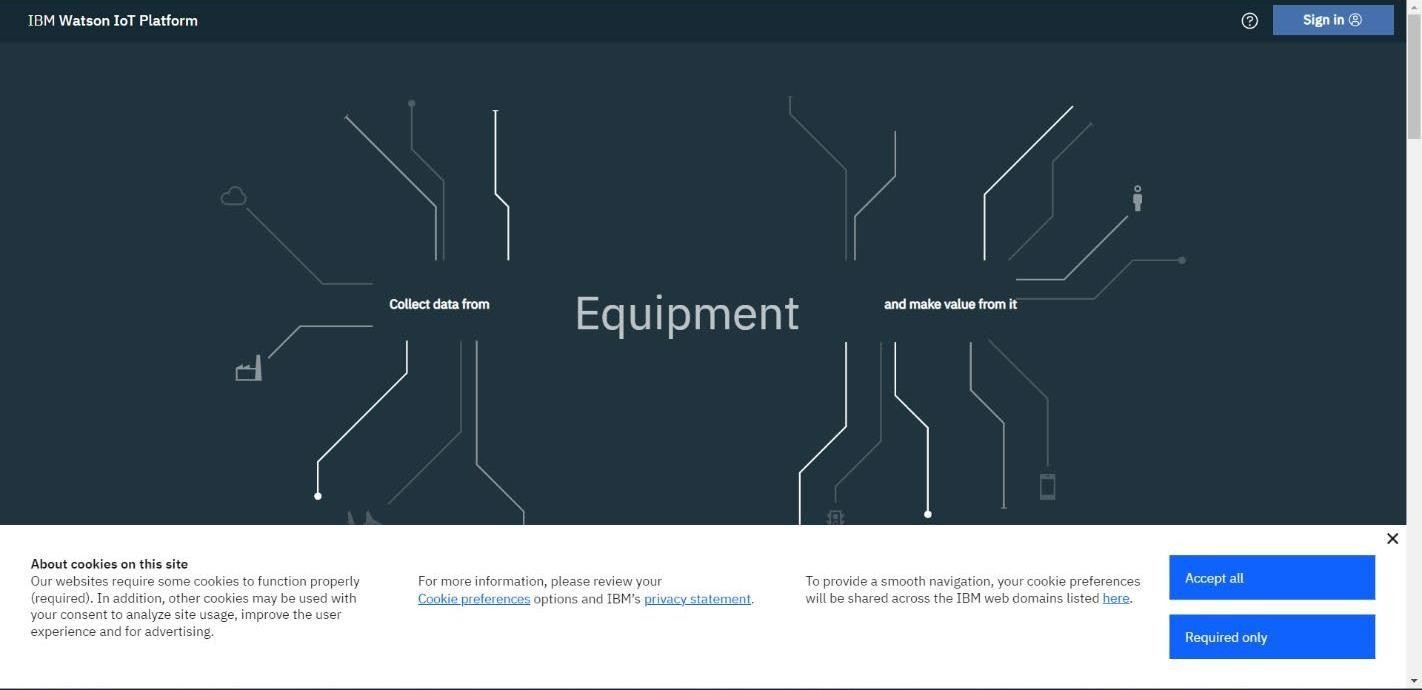 IBM Watson IoT Platform
Sign in
Collect data from
Equipment
and make value from it
About cookies on this site
Our websites require some cookies to function properly
(required). In addition, other cookies may be used with
your consent to analyze site usage, improve the user
experience and for advertising.
For more information, please review your
Cookie preferences options and IBM's privacy statement.
To provide a smooth navigation, your cookie preferences
will be shared across the IBM web domains listed here.
Accept all
Required only